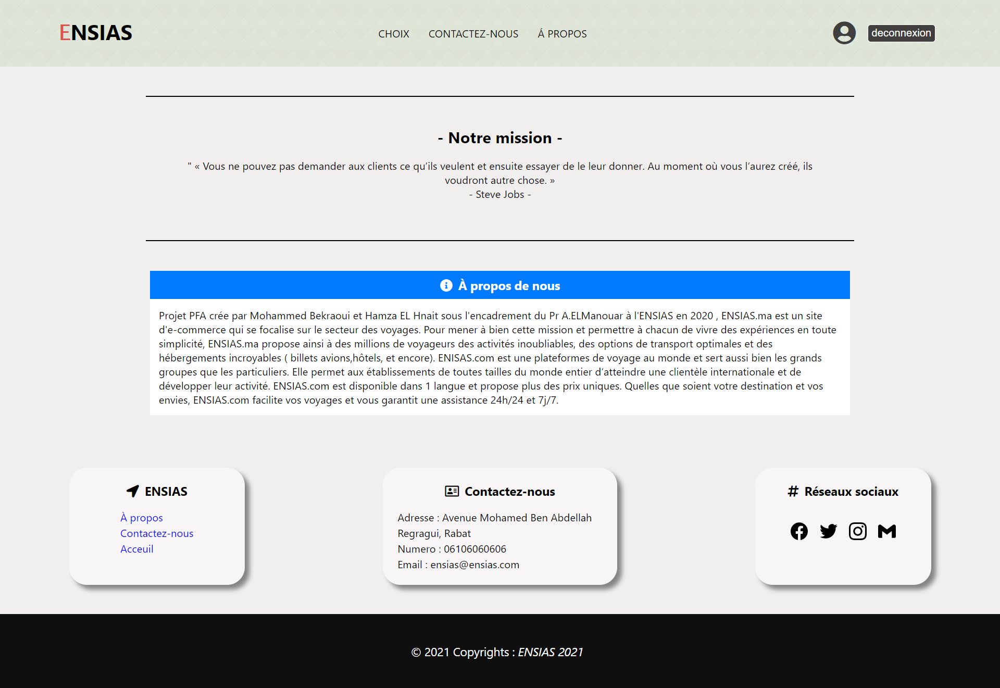 ENSIAS
CHOIX CONTACTEZ-NOUS Á PROPOS
deconnexion
- Notre mission -
" « Vous ne pouvez pas demander aux clients ce qu’ils veulent et ensuite essayer de le leur donner. Au moment où vous l’aurez créé, ils
voudront autre chose. »
- Steve Jobs -
À propos de nous
Projet PFA crée par Mohammed Bekraoui et Hamza EL Hnait sous l'encadrement du Pr A.ELManouar à l'ENSIAS en 2020 , ENSIAS.ma est un site
d'e-commerce qui se focalise sur le secteur des voyages. Pour mener à bien cette mission et permettre à chacun de vivre des expériences en toute
simplicité, ENSIAS.ma propose ainsi à des millions de voyageurs des activités inoubliables, des options de transport optimales et des
hébergements incroyables ( billets avions,hôtels, et encore). ENISAS.com est une plateformes de voyage au monde et sert aussi bien les grands
groupes que les particuliers. Elle permet aux établissements de toutes tailles du monde entier d’atteindre une clientèle internationale et de
développer leur activité. ENSIAS.com est disponible dans 1 langue et propose plus des prix uniques. Quelles que soient votre destination et vos
envies, ENSIAS.com facilite vos voyages et vous garantit une assistance 24h/24 et 7j/7.
ENSIAS
À propos
Contactez-nous
Acceuil
Contactez-nous
Adresse : Avenue Mohamed Ben Abdellah
Regragui, Rabat
Numero : 06106060606
Email : ensias@ensias.com
# Réseaux sociaux
© 2021 Copyrights : ENSIAS 2021